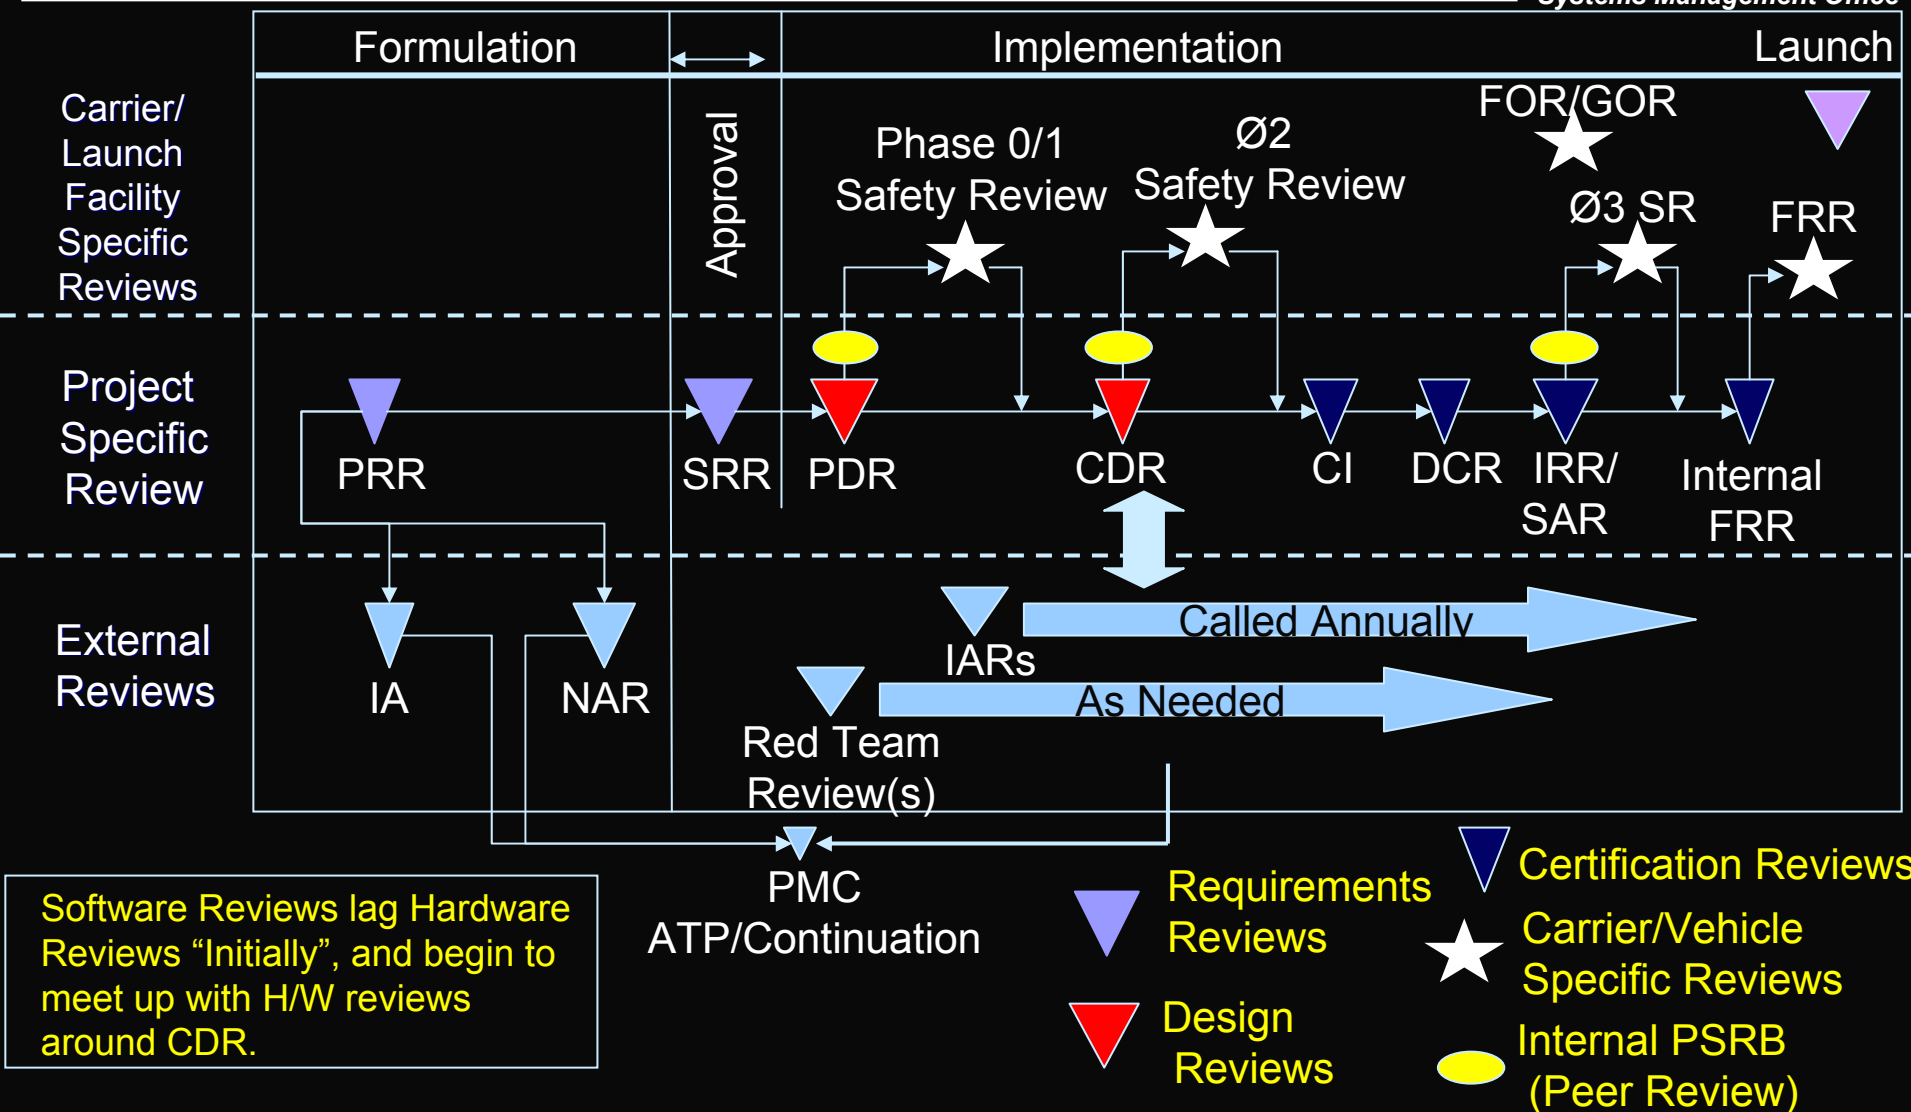 Systems Management Office
Formulation
Implementation
Launch
Carrier/
Launch
Facility
Specific
Reviews
Approval
Phase 0/1
Safety Review
Ø2
Safety Review
FOR/GOR
Ø3 SR
FRR
Project
Specific
Review
PRR
SRR
PDR
CDR
CI
DCR
IRR/
SAR
Internal
FRR
External
Reviews
IA
NAR
IARs
Called Annually
As Needed
Red Team
Review(s)
PMC
ATP/Continuation
Software Reviews lag Hardware
Reviews “Initially”, and begin to
meet up with H/W reviews
around CDR.
Requirements
Reviews
Design
Reviews
Certification Reviews
Carrier/Vehicle
Specific Reviews
Internal PSRB
(Peer Review)